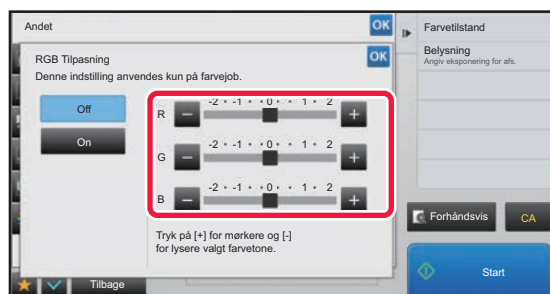 Andet
OK
RGB Tilpasning
OK
Denne indstilling anvendes kun på farvejob.
Off
On
R
-2 • -1 • • 0 • • 1 • 2
− +
G
-2 • -1 • • 0 • • 1 • 2
− +
B
-2 • -1 • • 0 • • 1 • 2
− +
Tryk på [+] for mørkere og [-]
for lysere valgt farvetone.
Tilbage
Farvetilstand
Belysning
Angiv eksponering for afs.
Forhåndsvis
CA
Start